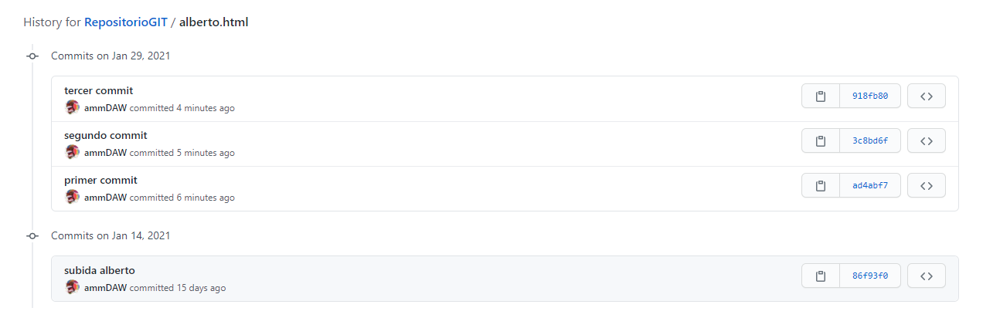 History for RepositorioGIT / alberto.html
Commits on Jan 29, 2021
tercer commit
ammDAW committed 4 minutes ago
918fb80
segundo commit
ammDAW committed 5 minutes ago
3c8bd6f
primer commit
ammDAW committed 6 minutes ago
ad4abf7
Commits on Jan 14, 2021
subida alberto
ammDAW committed 15 days ago
86f93f0